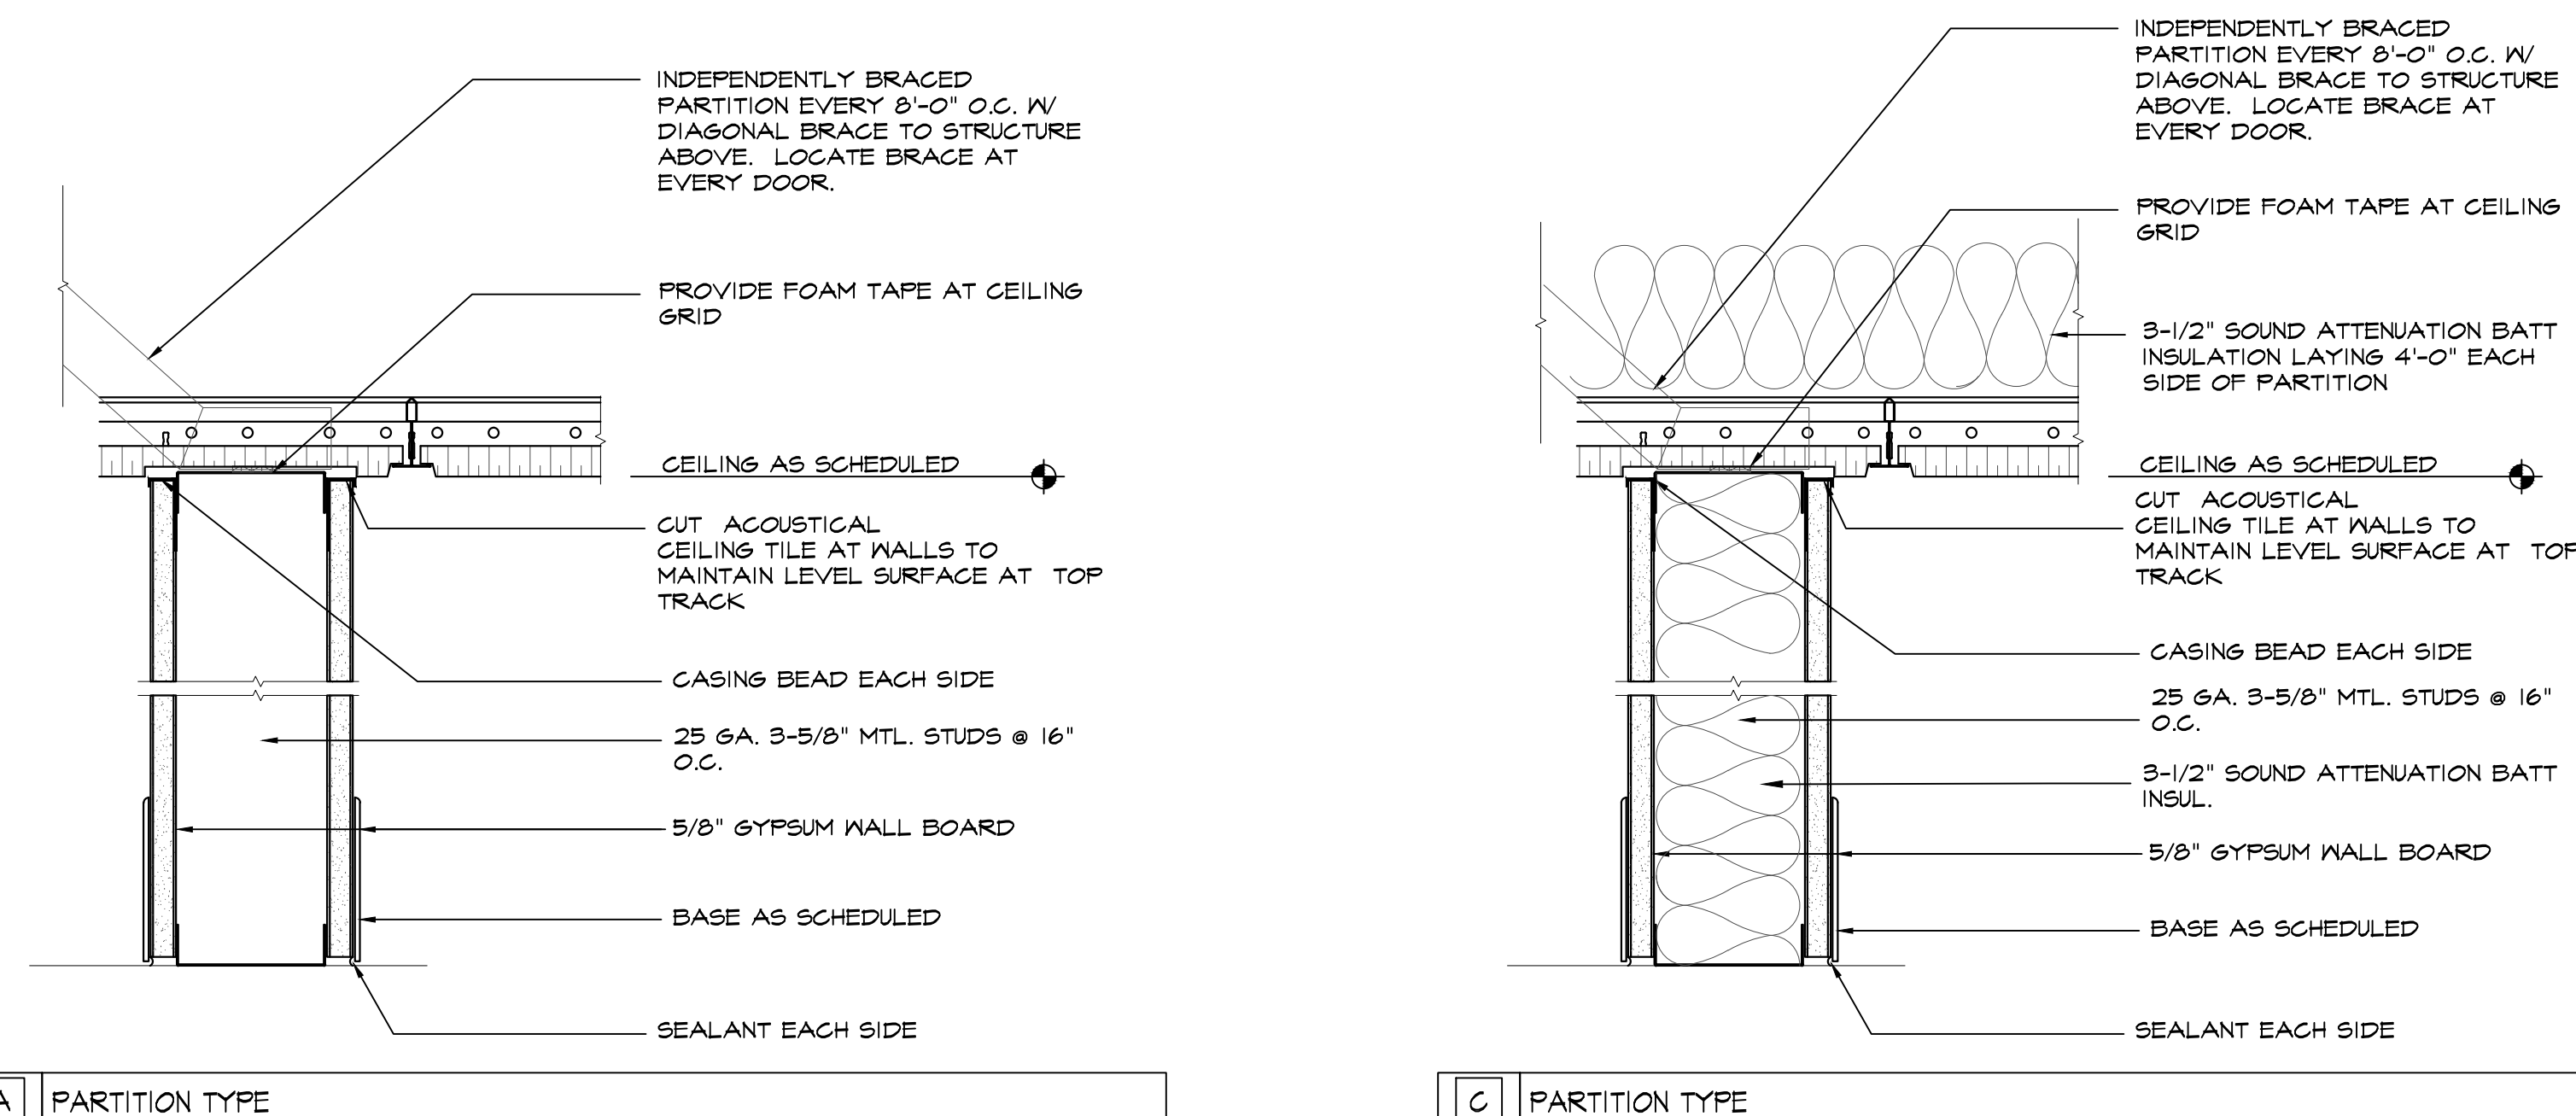 INDEPENDENTLY BRACED
PARTITION EVERY 8'-0" O.C. W/
DIAGONAL BRACE TO STRUCTURE
ABOVE.  LOCATE BRACE AT
EVERY DOOR.
PROVIDE FOAM TAPE AT CEILING
GRID
CEILING AS SCHEDULED
CUT  ACOUSTICAL
CEILING TILE AT WALLS TO
MAINTAIN LEVEL SURFACE AT  TOP
TRACK
CASING BEAD EACH SIDE
25 GA. 3-5/8" MTL. STUDS @ 16"
O.C.
5/8" GYPSUM WALL BOARD
BASE AS SCHEDULED
SEALANT EACH SIDE
A
PARTITION TYPE
INDEPENDENTLY BRACED
PARTITION EVERY 8'-0" O.C. W/
DIAGONAL BRACE TO STRUCTURE
ABOVE.  LOCATE BRACE AT
EVERY DOOR.
PROVIDE FOAM TAPE AT CEILING
GRID
3-1/2" SOUND ATTENUATION BATT
INSULATION LAYING 4'-0" EACH
SIDE OF PARTITION
CEILING AS SCHEDULED
CUT  ACOUSTICAL
CEILING TILE AT WALLS TO
MAINTAIN LEVEL SURFACE AT  TOP
TRACK
CASING BEAD EACH SIDE
25 GA. 3-5/8" MTL. STUDS @ 16"
O.C.
3-1/2" SOUND ATTENUATION BATT
INSUL.
5/8" GYPSUM WALL BOARD
BASE AS SCHEDULED
SEALANT EACH SIDE
C
PARTITION TYPE